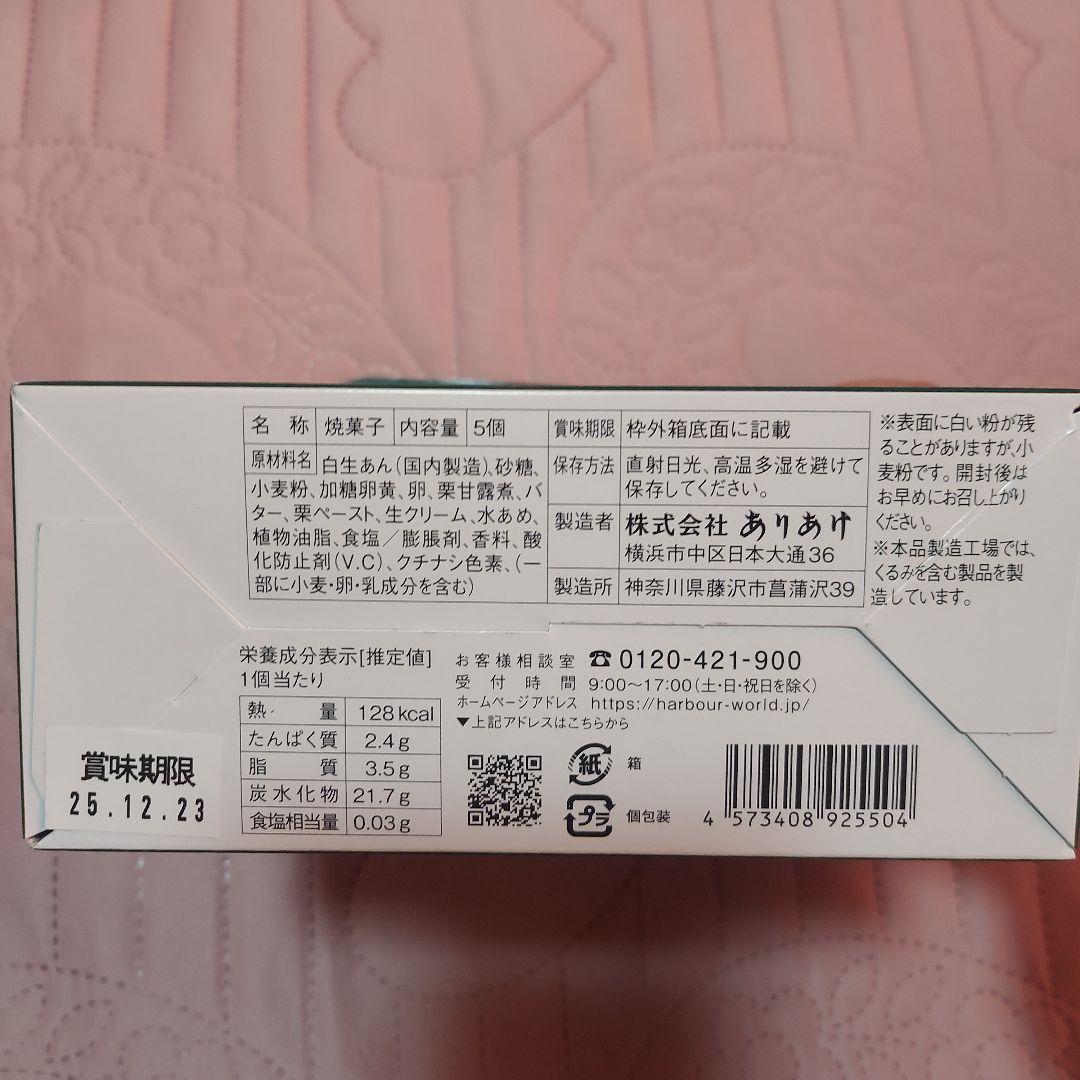 名称 焼菓子 内容量 5個
原材料名 白生あん(国内製造)、砂糖、
小麦粉、加糖卵黄、卵、栗甘露煮、バ
ター、栗ペースト、生クリーム、水あめ、
植物油脂、食塩／膨脹剤、香料、酸
化防止剤(V.C)、クチナシ色素、(一
部に小麦・卵・乳成分を含む)
賞味期限 枠外箱底面に記載
保存方法 直射日光、高温多湿を避けて
保存してください。
製造者 株式会社 ありあけ
横浜市中区日本大通36
製造所 神奈川県藤沢市菖蒲沢39
※表面に白い粉が残
ることがありますが、小
麦粉です。開封後は
お早めにお召し上がり
ください。
※本品製造工場では、
くるみを含む製品を製
造しています。
栄養成分表示[推定値]
1個当たり
熱量 128kcal
たんぱく質 2.4g
脂質 3.5g
炭水化物 21.7g
食塩相当量 0.03g
お客様相談室 ☎0120-421-900
受付時間 9:00〜17:00(土・日・祝日を除く)
ホームページアドレス https://harbour-world.jp/
▼上記アドレスはこちらから
紙 箱
プラ 個包装
4 573408 925504
賞味期限
25.12.23